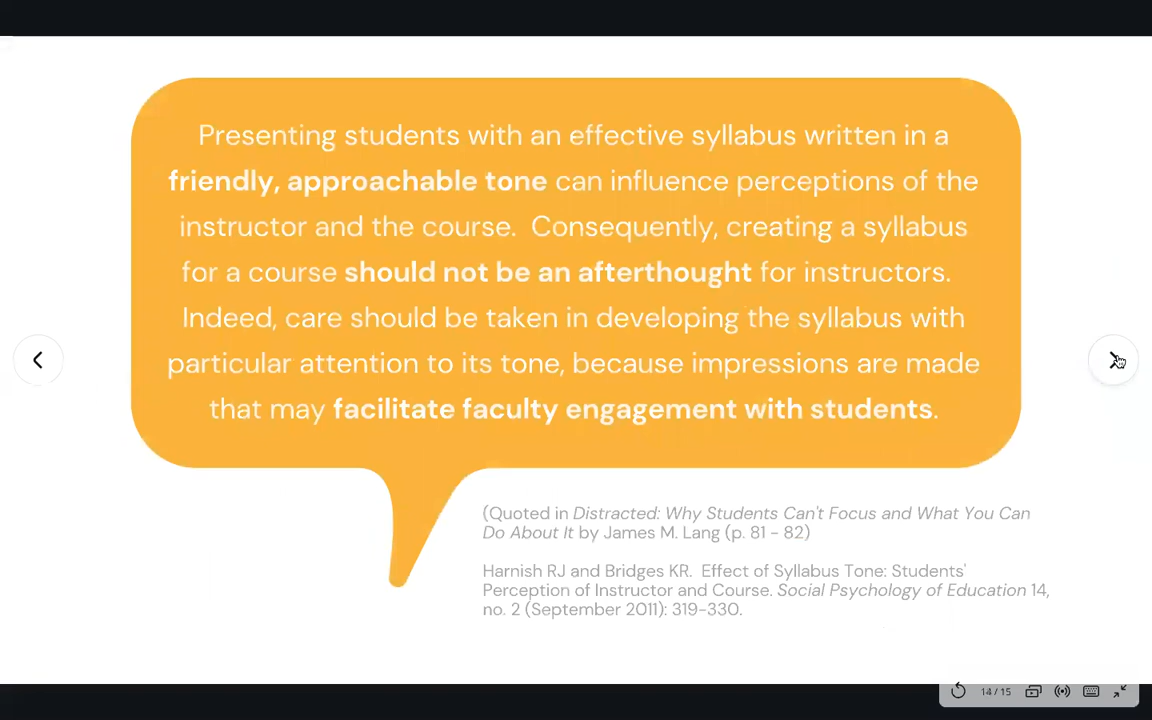 Presenting students with an effective syllabus written in a
friendly, approachable tone can influence perceptions of the
instructor and the course.  Consequently, creating a syllabus
for a course should not be an afterthought for instructors.
Indeed, care should be taken in developing the syllabus with
particular attention to its tone, because impressions are made
that may facilitate faculty engagement with students.
(Quoted in Distracted: Why Students Can't Focus and What You Can
Do About It by James M. Lang (p. 81 - 82)
Harnish RJ and Bridges KR.  Effect of Syllabus Tone: Students'
Perception of Instructor and Course. Social Psychology of Education 14,
no. 2 (September 2011): 319-330.
14 / 15